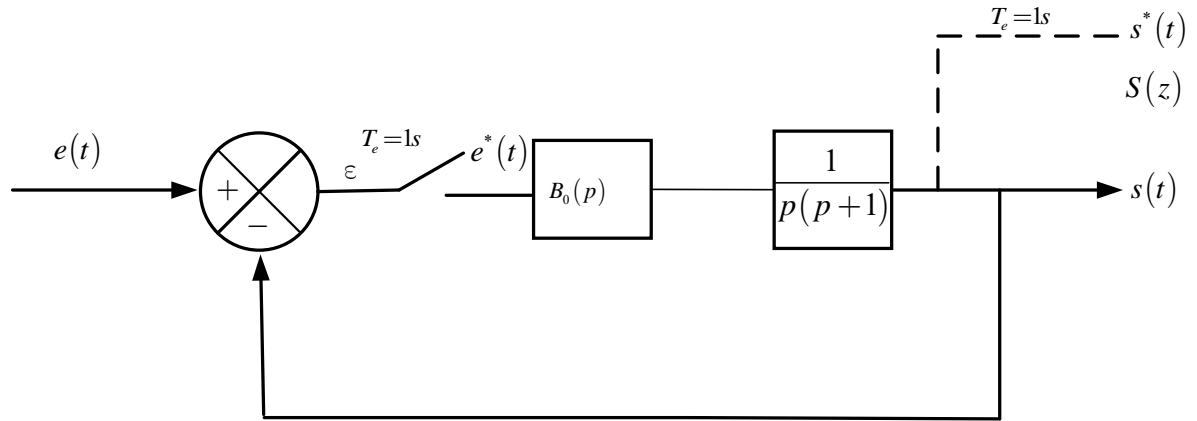 T_e=1s
s*(t)
S(z)
e(t)
+
−
ε
T_e=1s
e*(t)
B_0(p)
1
p(p+1)
s(t)